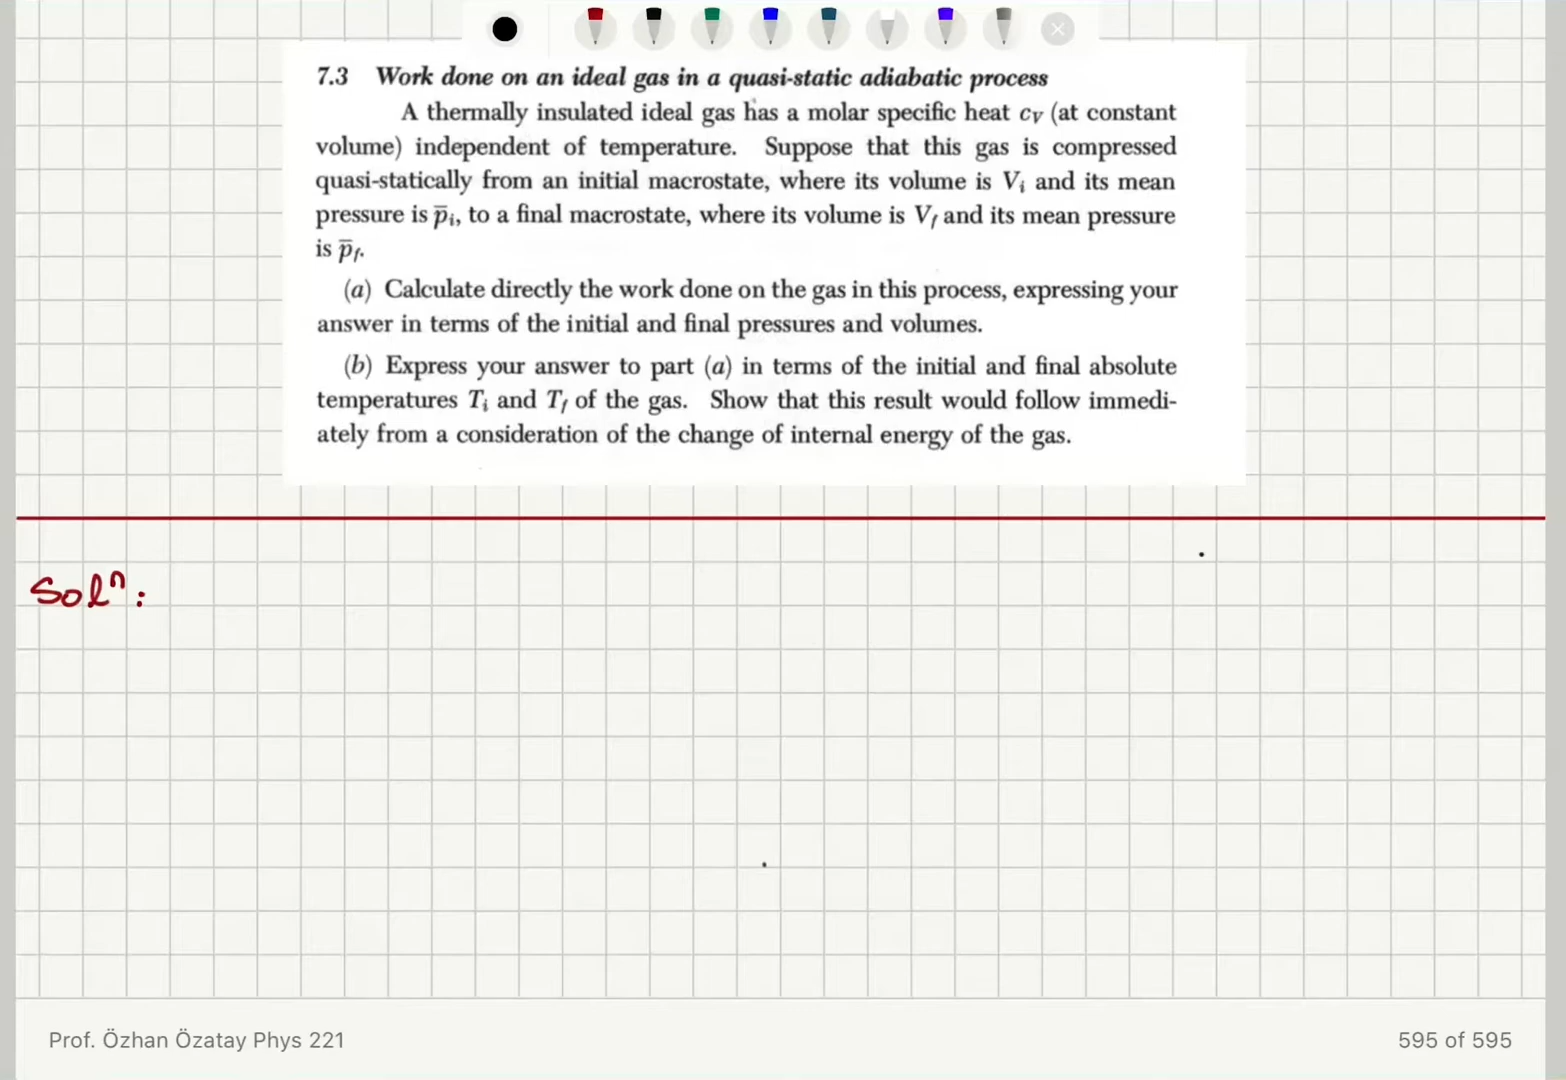 7.3 Work done on an ideal gas in a quasi-static adiabatic process
A thermally insulated ideal gas has a molar specific heat c_V (at constant
volume) independent of temperature. Suppose that this gas is compressed
quasi-statically from an initial macrostate, where its volume is V_i and its mean
pressure is p̅_i, to a final macrostate, where its volume is V_f and its mean pressure
is p̅_f.
(a) Calculate directly the work done on the gas in this process, expressing your
answer in terms of the initial and final pressures and volumes.
(b) Express your answer to part (a) in terms of the initial and final absolute
temperatures T_i and T_f of the gas. Show that this result would follow immedi-
ately from a consideration of the change of internal energy of the gas.
Solⁿ:
Prof. Özhan Özatay Phys 221
595 of 595